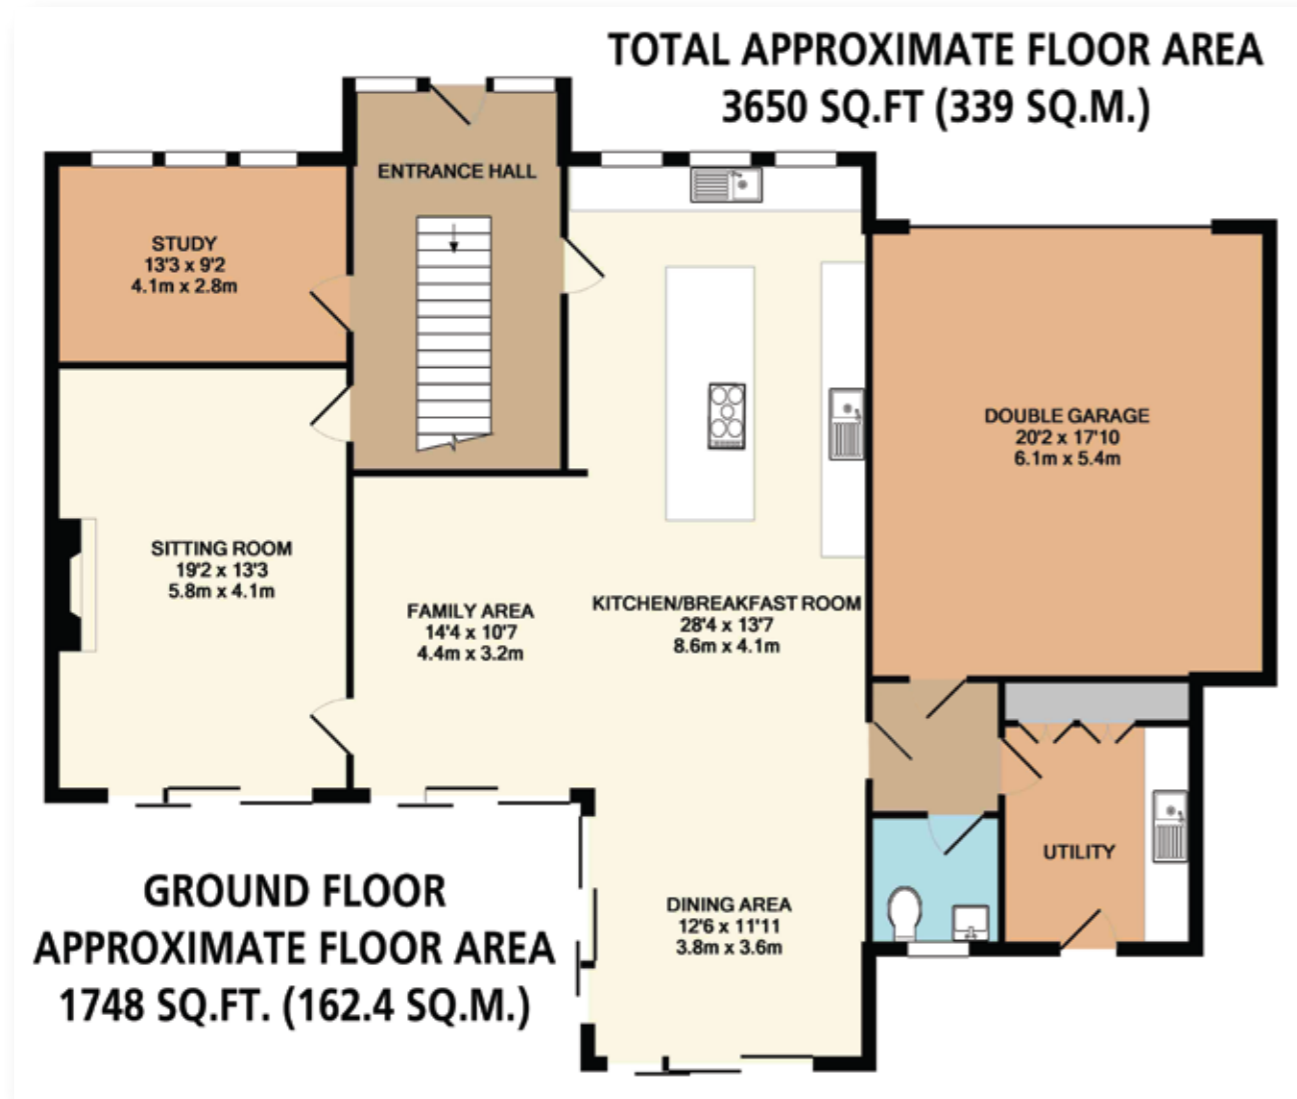 TOTAL APPROXIMATE FLOOR AREA
3650 SQ.FT (339 SQ.M.)
ENTRANCE HALL
STUDY
13'3 x 9'2
4.1m x 2.8m
DOUBLE GARAGE
20'2 x 17'10
6.1m x 5.4m
SITTING ROOM
19'2 x 13'3
5.8m x 4.1m
FAMILY AREA
14'4 x 10'7
4.4m x 3.2m
KITCHEN/BREAKFAST ROOM
28'4 x 13'7
8.6m x 4.1m
UTILITY
DINING AREA
12'6 x 11'11
3.8m x 3.6m
GROUND FLOOR
APPROXIMATE FLOOR AREA
1748 SQ.FT. (162.4 SQ.M.)